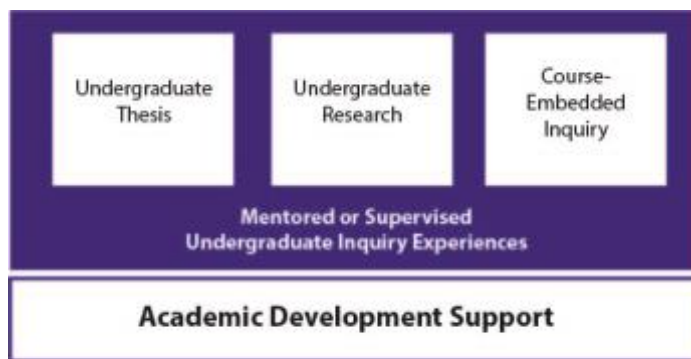 Undergraduate
Thesis
Undergraduate
Research
Course-
Embedded
Inquiry
Mentored or Supervised
Undergraduate Inquiry Experiences
Academic Development Support